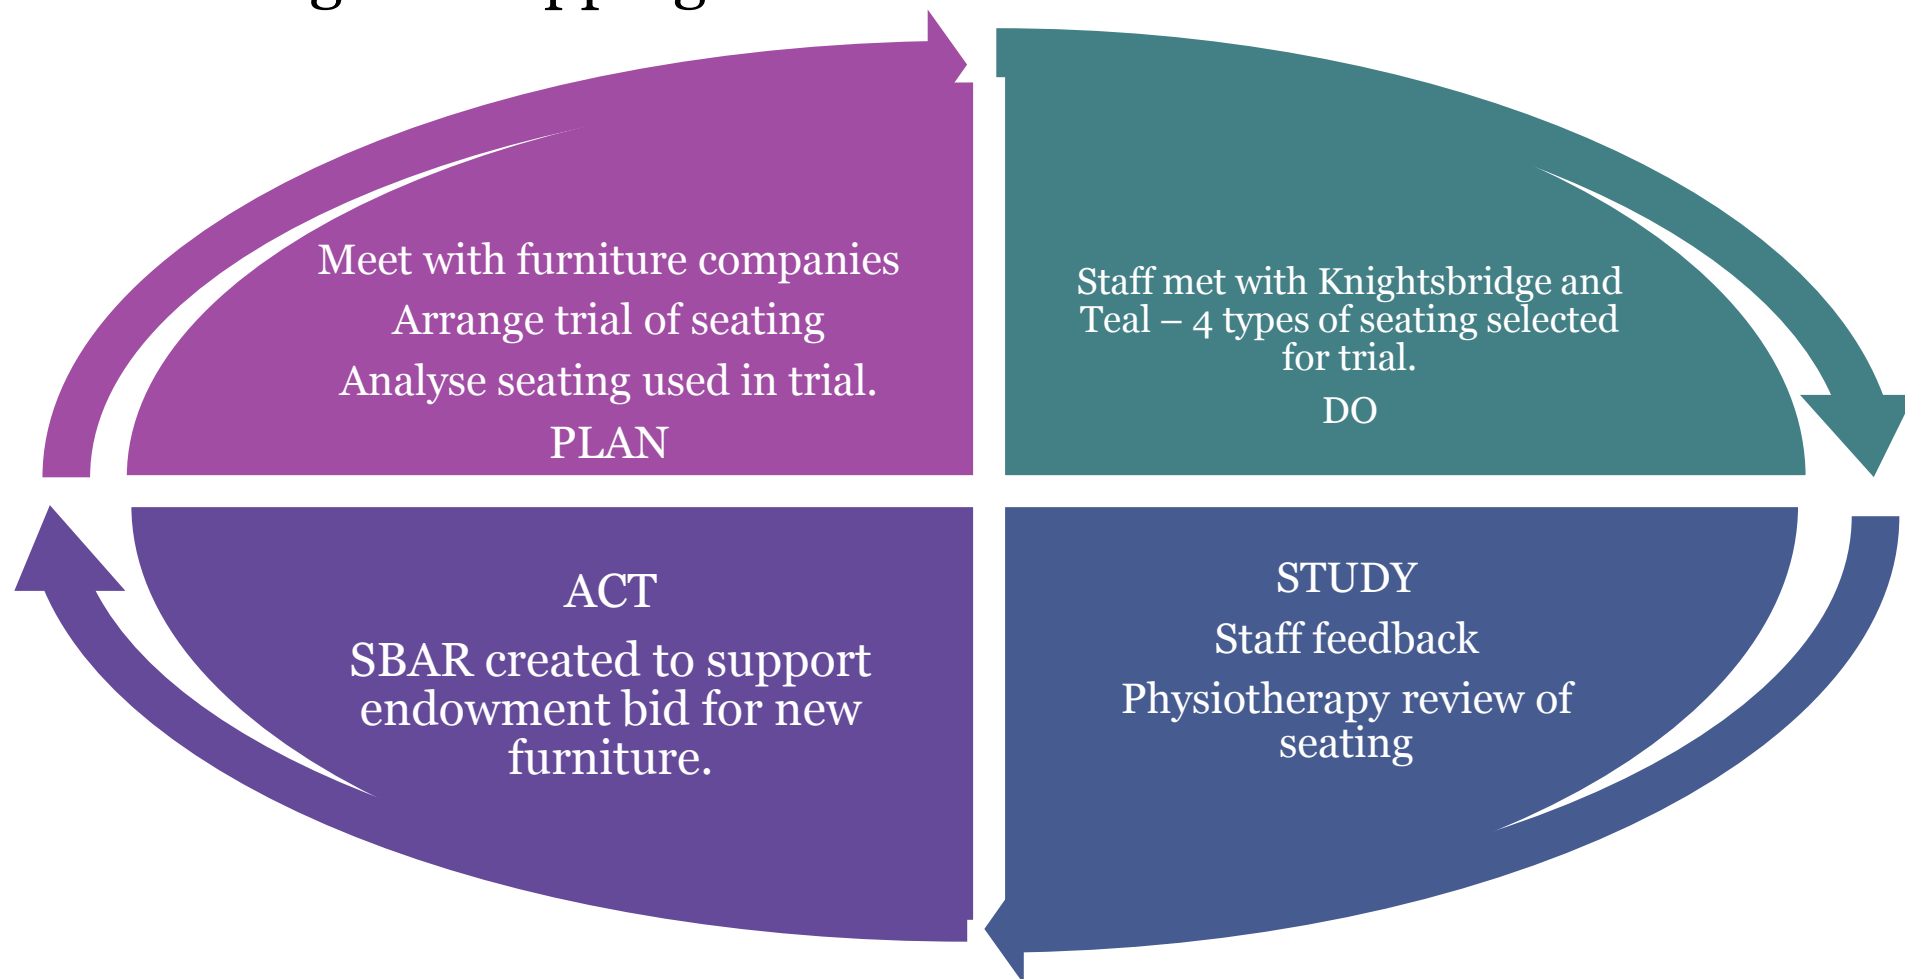 Meet with furniture companies
Arrange trial of seating
Analyse seating used in trial.
PLAN
Staff met with Knightsbridge and
Teal – 4 types of seating selected
for trial.
DO
ACT
SBAR created to support
endowment bid for new
furniture.
STUDY
Staff feedback
Physiotherapy review of
seating